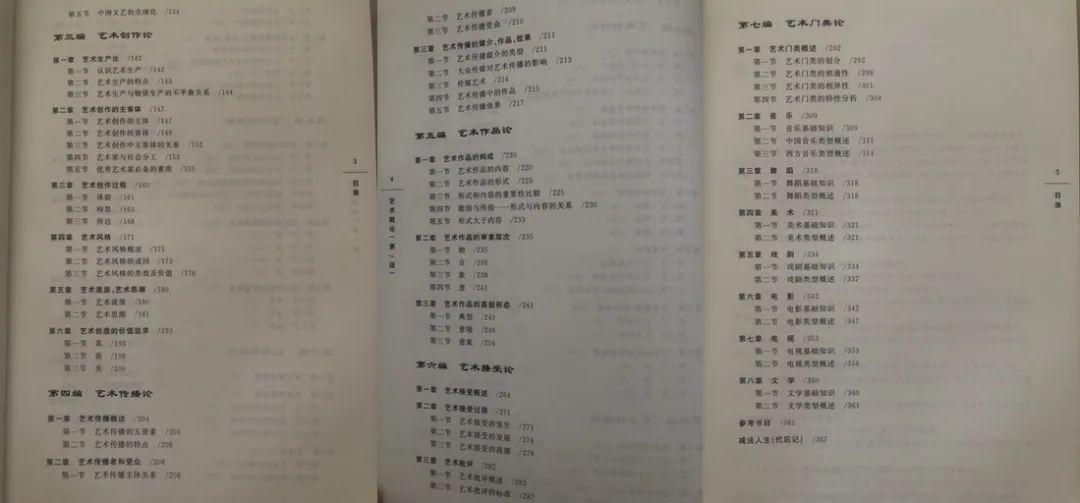 第五节 中国文艺的全球化 /134
第三编 艺术创作论
第一章 艺术生产论 /142
第一节 认识艺术生产 /142
第二节 艺术生产的特点 /143
第三节 艺术生产与物质生产的不平衡关系 /144
第二章 艺术创作的主客体 /147
第一节 艺术创作的主体 /147
第二节 艺术创作的客体 /149
第三节 艺术创作中主客体的关系 /152
第四节 艺术家与社会分工 /153
第五节 优秀艺术家必备的素质 /155
第三章 艺术创作过程 /160
第一节 体验 /161
第二节 构思 /163
第三节 传达 /168
第四章 艺术风格 /171
第一节 艺术风格概述 /171
第二节 艺术风格的成因 /173
第三节 艺术风格的类型及价值 /176
第五章 艺术流派、艺术思潮 /180
第一节 艺术流派 /180
第二节 艺术思潮 /181
第六章 艺术创造的价值追求 /193
第一节 真 /193
第二节 善 /198
第三节 美 /200
第四编 艺术传播论
第一章 艺术传播概述 /204
第一节 艺术传播的五要素 /204
第二节 艺术传播的特点 /206
第二章 艺术传播者和受众 /208
第一节 艺术传播主体关系 /208
3
目录
第二节 艺术传播者 /209
第三节 艺术传播受众 /210
第三章 艺术传播的媒介、作品、效果 /211
第一节 艺术传播媒介的类型 /211
第二节 大众传媒对艺术传播的影响 /213
第三节 传媒艺术 /214
第四节 艺术传播中的作品 /215
第五节 艺术传播效果 /217
第五编 艺术作品论
第一章 艺术作品的构成 /220
第一节 艺术作品的内容 /220
第二节 艺术作品的形式 /223
第三节 形式和内容的重要性比较 /225
第四节 能指与所指——形式与内容的关系 /230
第五节 形式大于内容 /233
第二章 艺术作品的审美层次 /235
第一节 物 /235
第二节 言 /236
第三节 象 /238
第四节 意 /241
第三章 艺术作品的高级形态 /243
第一节 典型 /243
第二节 意境 /248
第三节 意象 /256
第六编 艺术接受论
第一章 艺术接受概述 /264
第二章 艺术接受过程 /271
第一节 艺术接受的发生 /271
第二节 艺术接受的发展 /274
第三节 艺术接受的高潮 /278
第三章 艺术批评 /282
第一节 艺术批评概述 /282
第二节 艺术批评的标准 /287
4
艺术概论(第2版)
第七编 艺术门类论
第一章 艺术门类概述 /292
第一节 艺术门类的划分 /292
第二节 艺术门类的相通性 /298
第三节 艺术门类的相异性 /301
第四节 艺术门类的特性分析 /304
第二章 音乐 /309
第一节 音乐基础知识 /309
第二节 中国音乐类型概述 /311
第三节 西方音乐类型概述 /314
第三章 舞蹈 /318
第一节 舞蹈基础知识 /318
第二节 舞蹈类型概述 /318
第四章 美术 /321
第一节 美术基础知识 /321
第二节 美术类型概述 /321
第五章 戏剧 /334
第一节 戏剧基础知识 /334
第二节 戏剧类型概述 /337
第六章 电影 /342
第一节 电影基础知识 /342
第二节 电影类型概述 /347
第七章 电视 /353
第一节 电视基础知识 /353
第二节 电视类型概述 /356
第八章 文学 /360
第一节 文学基础知识 /360
第二节 文学类型概述 /361
参考书目 /365
减法人生(代后记) /367
5
目录